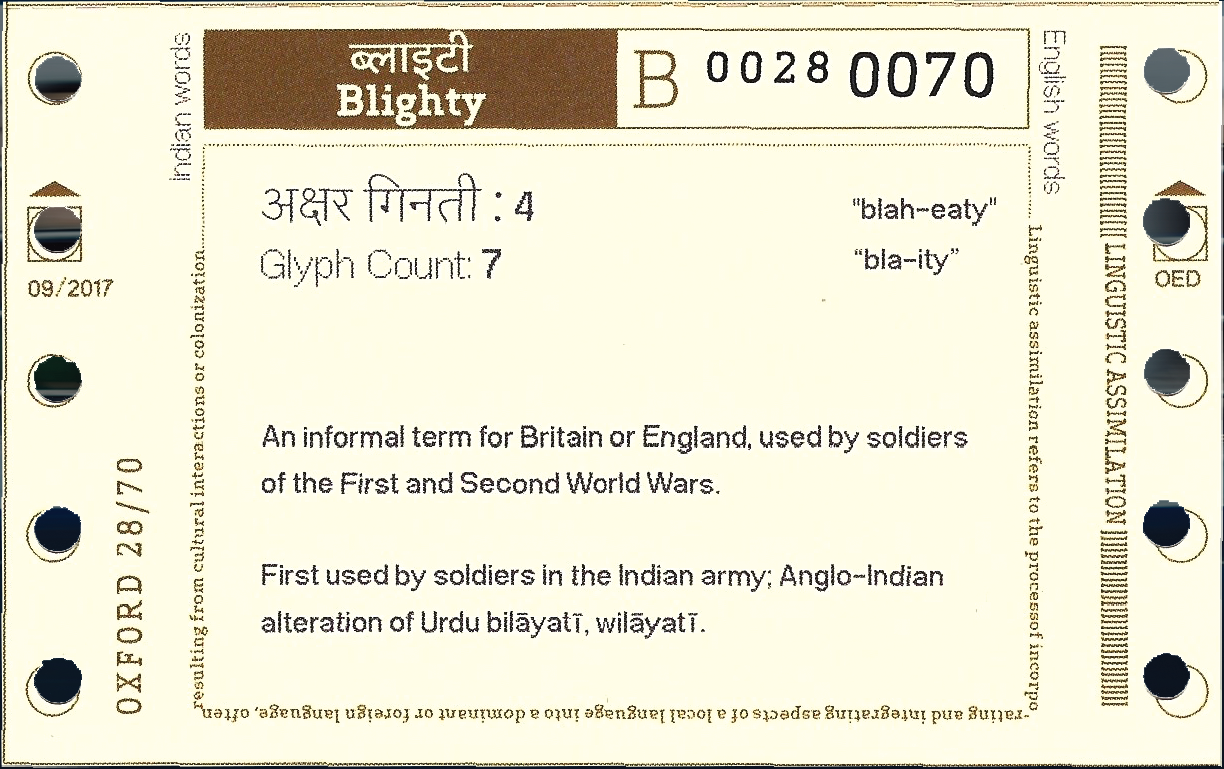 Indian words
ब्लाइटी
Blighty
B 0028 0070
English words
अक्षर गिनती : 4
Glyph Count: 7
"blah-eaty"
“bla-ity”
09/2017
OED
An informal term for Britain or England, used by soldiers
of the First and Second World Wars.
First used by soldiers in the Indian army; Anglo-Indian
alteration of Urdu bilāyatī, wilāyatī.
OXFORD 28/70
LINGUISTIC ASSIMILATION
Linguistic assimilation refers to the processof incorpo
-rating and integrating aspects of a local language into a dominant or foreign language, often
resulting from cultural interactions or colonization.